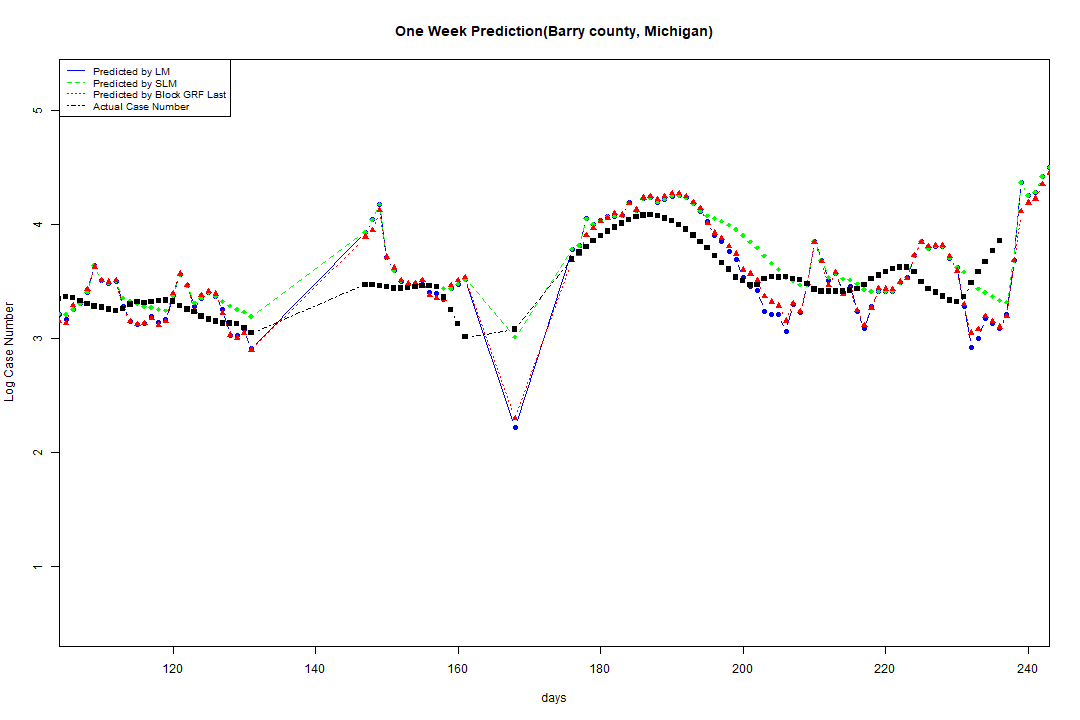 One Week Prediction(Barry county, Michigan)
Predicted by LM
Predicted by SLM
Predicted by Block GRF Last
Actual Case Number
5
4
3
2
1
Log Case Number
120 140 160 180 200 220 240
days